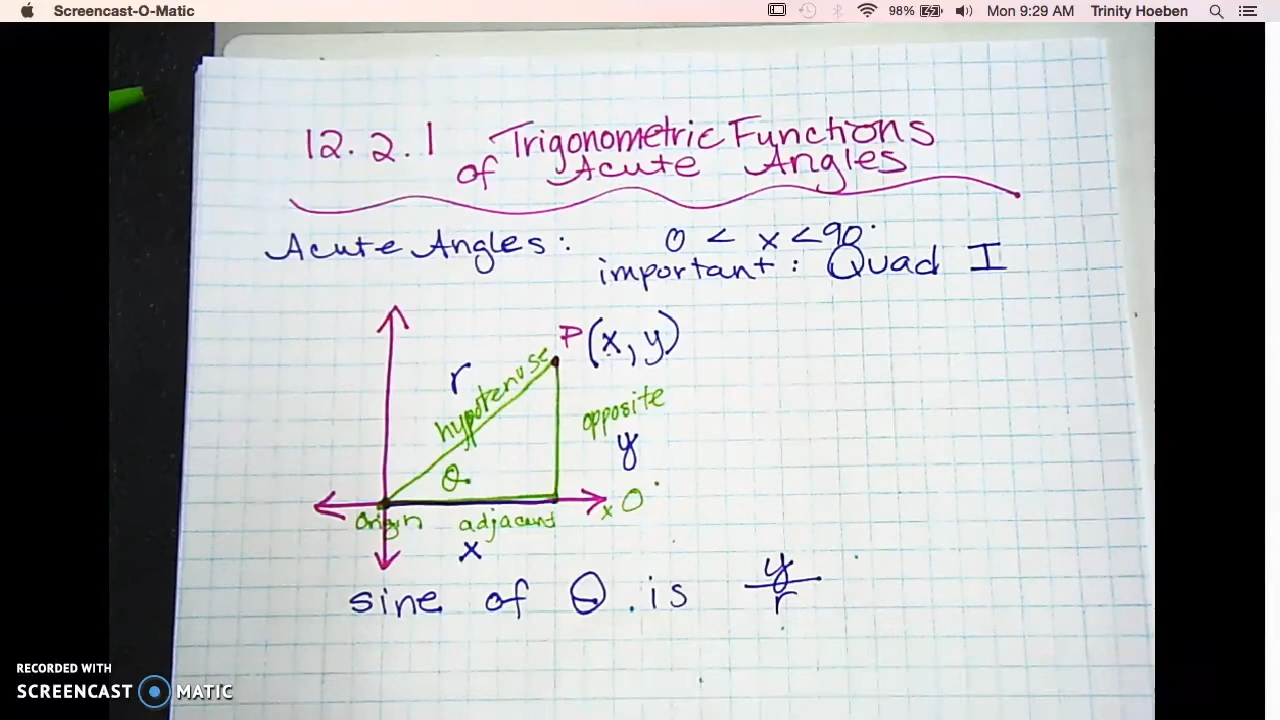 Screencast-O-Matic 98% Mon 9:29 AM Trinity Hoeben
12.2.1 Trigonometric Functions
of Acute Angles
Acute Angles: 0 < x < 90°
important: Quad I
P(x, y)
r
hypotenuse
opposite
y
θ
x 0°
origin adjacent
x
sine of θ is y/r
RECORDED WITH
SCREENCAST MATIC